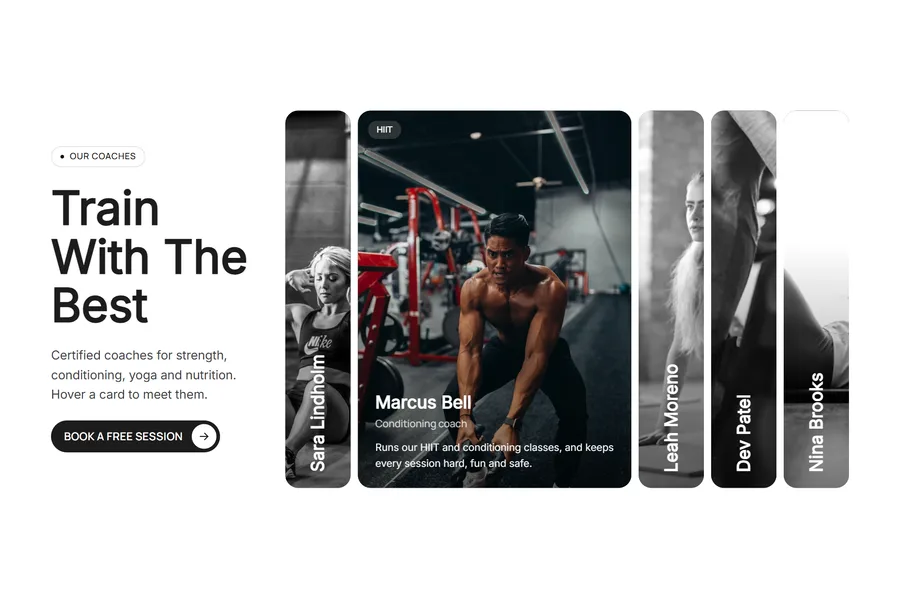 OUR COACHES
Train
With The
Best
Certified coaches for strength,
conditioning, yoga and nutrition.
Hover a card to meet them.
BOOK A FREE SESSION
Sara Lindholm
HIIT
Marcus Bell
Conditioning coach
Runs our HIIT and conditioning classes, and keeps
every session hard, fun and safe.
Leah Moreno
Dev Patel
Nina Brooks